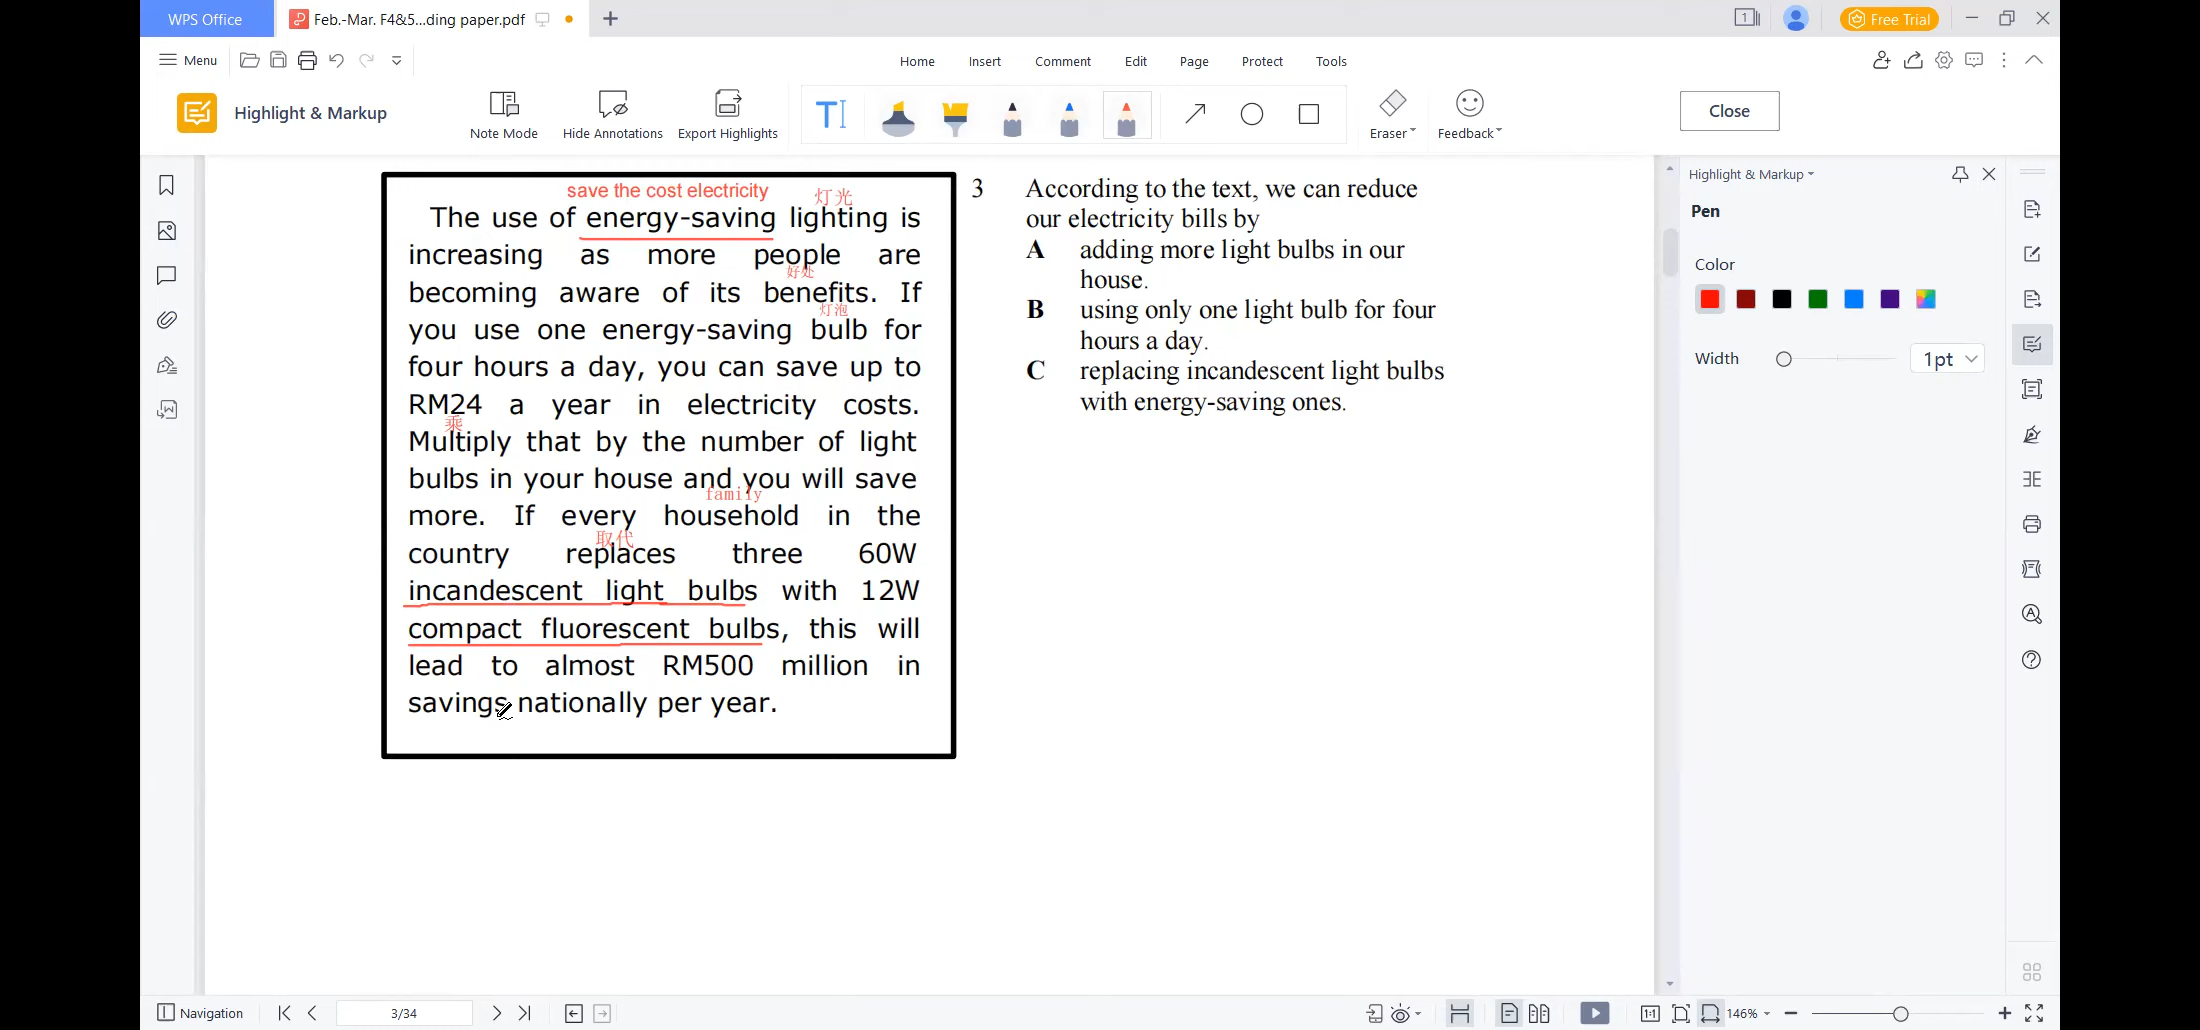 WPS Office
Feb.-Mar. F4&5...ding paper.pdf
1
Free Trial
Menu
Home
Insert
Comment
Edit
Page
Protect
Tools
Highlight & Markup
Note Mode
Hide Annotations
Export Highlights
Eraser
Feedback
Close
save the cost electricity
灯光
The use of energy-saving lighting is
increasing as more people are
好处
becoming aware of its benefits. If
灯泡
you use one energy-saving bulb for
four hours a day, you can save up to
RM24 a year in electricity costs.
乘
Multiply that by the number of light
bulbs in your house and you will save
family
more. If every household in the
取代
country replaces three 60W
incandescent light bulbs with 12W
compact fluorescent bulbs, this will
lead to almost RM500 million in
savings nationally per year.
3 According to the text, we can reduce
our electricity bills by
A adding more light bulbs in our
house.
B using only one light bulb for four
hours a day.
C replacing incandescent light bulbs
with energy-saving ones.
Highlight & Markup
Pen
Color
Width
1pt
Navigation
3/34
1:1
146%